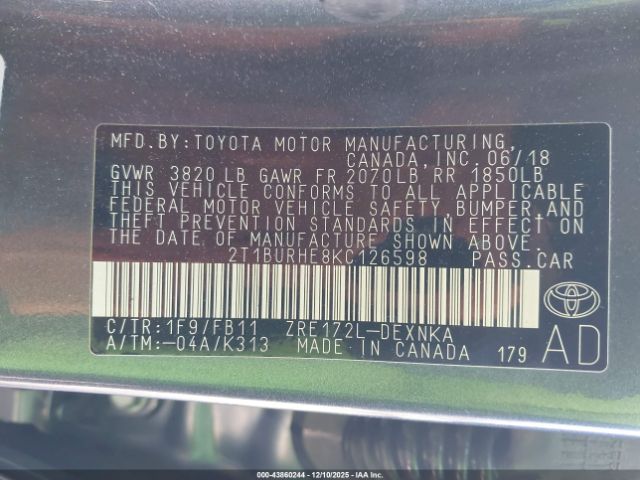 MFD.BY:TOYOTA MOTOR MANUFACTURING,
CANADA,INC.06/18
GVWR 3820LB GAWR FR 2070LB RR 1850LB
THIS VEHICLE CONFORMS TO ALL APPLICABLE
FEDERAL MOTOR VEHICLE SAFETY,BUMPER,AND
THEFT PREVENTION STANDARDS IN EFFECT ON
THE DATE OF MANUFACTURE SHOWN ABOVE.
2T1BURHE8KC126598 PASS.CAR
C/TR:1F9/FB11 ZRE172L-DEXNKA
A/TM:-04A/K313 MADE IN CANADA 179 AD
000-43860244 — 12/10/2025 — IAA Inc.